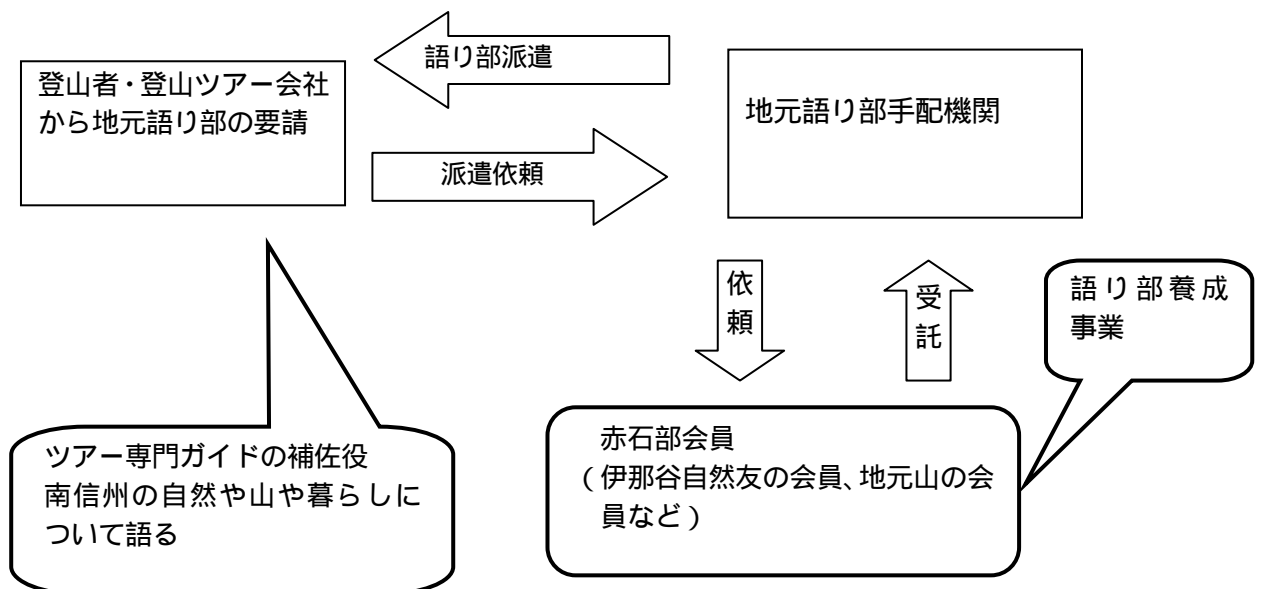 語り部派遣
登山者・登山ツアー会社
から地元語り部の要請
地元語り部手配機関
派遣依頼
依
頼
受
託
語り部養成
事業
赤石部会員
（伊那谷自然友の会員、地元山の会
員など）
ツアー専門ガイドの補佐役
南信州の自然や山や暮らしに
ついて語る